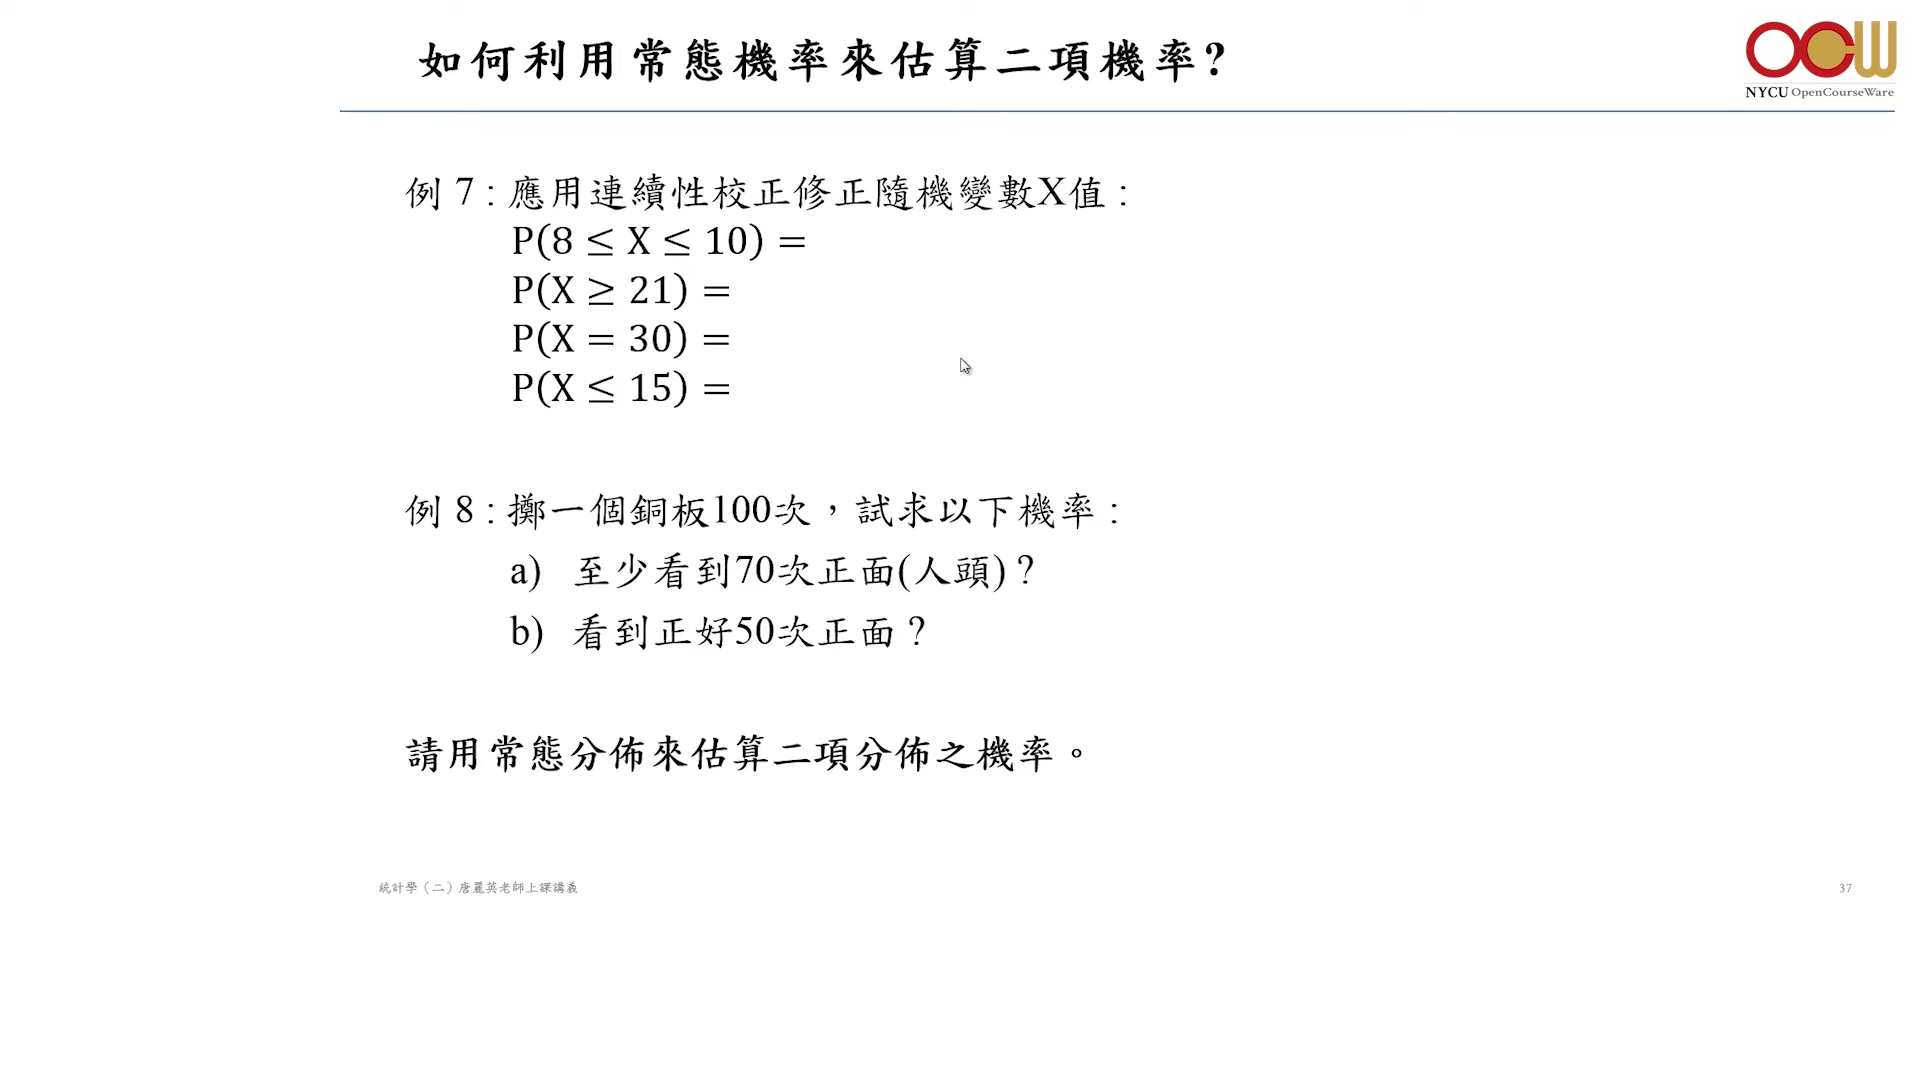 如何利用常態機率來估算二項機率?
OCW
NYCU OpenCourseWare
例 7 : 應用連續性校正修正隨機變數X值 :
P(8 ≤ X ≤ 10) =
P(X ≥ 21) =
P(X = 30) =
P(X ≤ 15) =
例 8 : 擲一個銅板100次，試求以下機率 :
a) 至少看到70次正面(人頭)？
b) 看到正好50次正面？
請用常態分佈來估算二項分佈之機率。
統計學（二）唐麗英老師上課講義
37